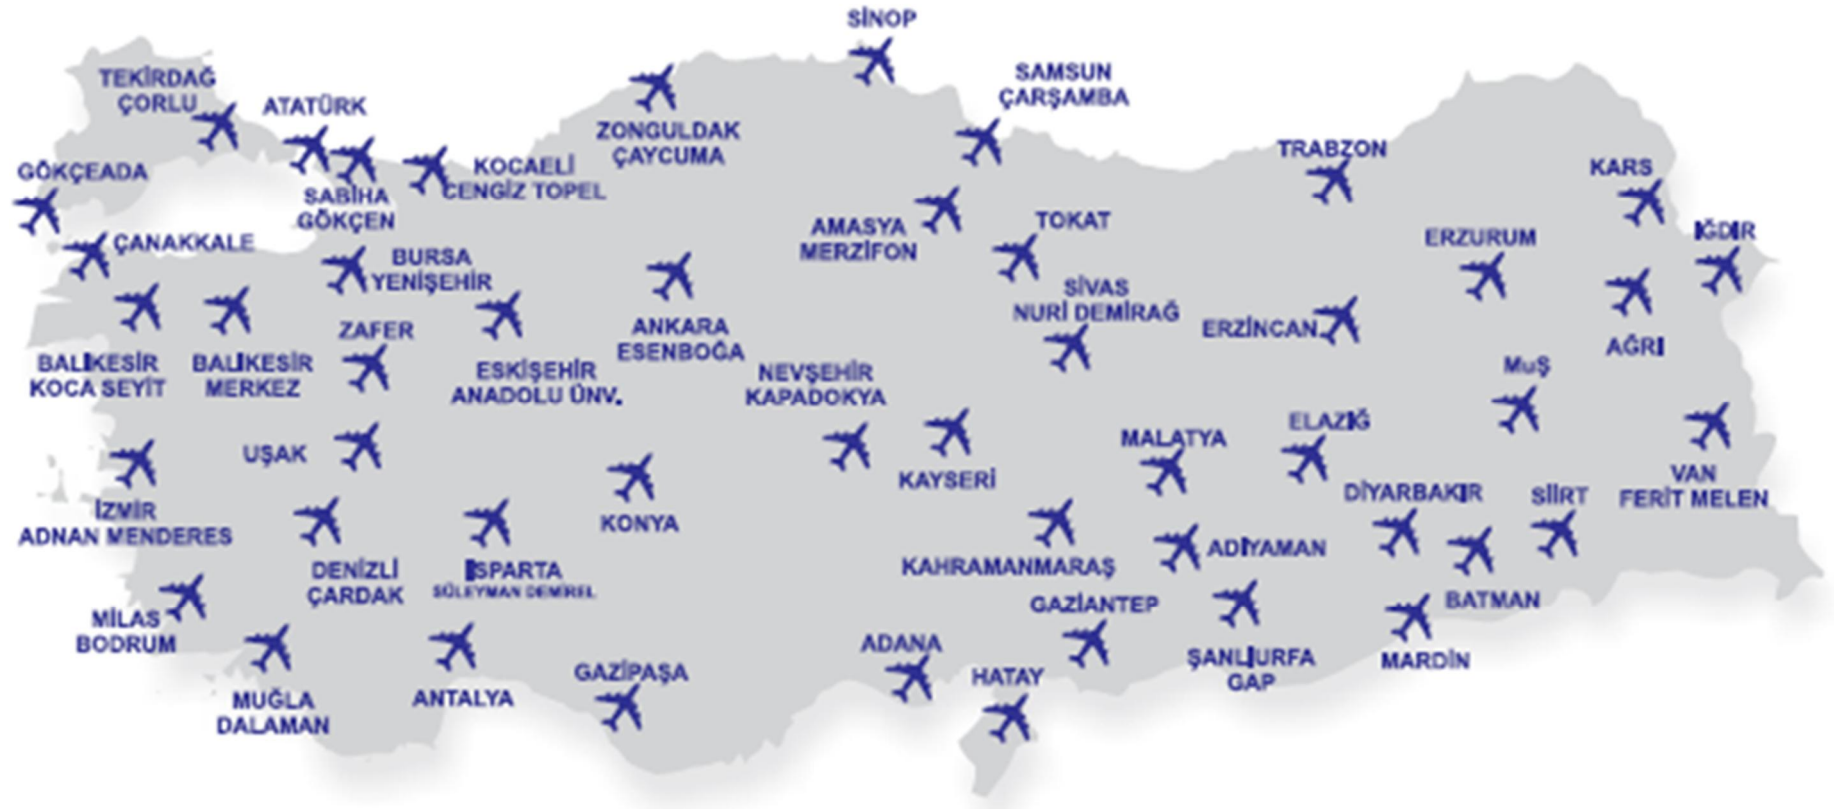 SİNOP
TEKİRDAĞ
ÇORLU
ATATÜRK
SAMSUN
ÇARŞAMBA
ZONGULDAK
ÇAYCUMA
GÖKÇEADA
SABİHA
GÖKÇEN
KOCAELİ
CENGİZ TOPEL
TRABZON
KARS
ÇANAKKALE
BURSA
YENİŞEHİR
AMASYA
MERZİFON
TOKAT
ERZURUM
IĞDIR
SİVAS
NURİ DEMİRAĞ
ZAFER
ANKARA
ESENBOĞA
ERZİNCAN
AĞRI
BALIKESİR
KOCA SEYİT
BALIKESİR
MERKEZ
ESKİŞEHİR
ANADOLU ÜNV.
NEVŞEHİR
KAPADOKYA
MuŞ
UŞAK
KAYSERİ
MALATYA
ELAZIĞ
VAN
FERİT MELEN
İZMİR
ADNAN MENDERES
KONYA
DİYARBAKIR
SİİRT
DENİZLİ
ÇARDAK
ISPARTA
SÜLEYMAN DEMİREL
KAHRAMANMARAŞ
ADIYAMAN
MİLAS
BODRUM
GAZİANTEP
BATMAN
MUĞLA
DALAMAN
ANTALYA
GAZİPAŞA
ADANA
HATAY
ŞANLIURFA
GAP
MARDİN